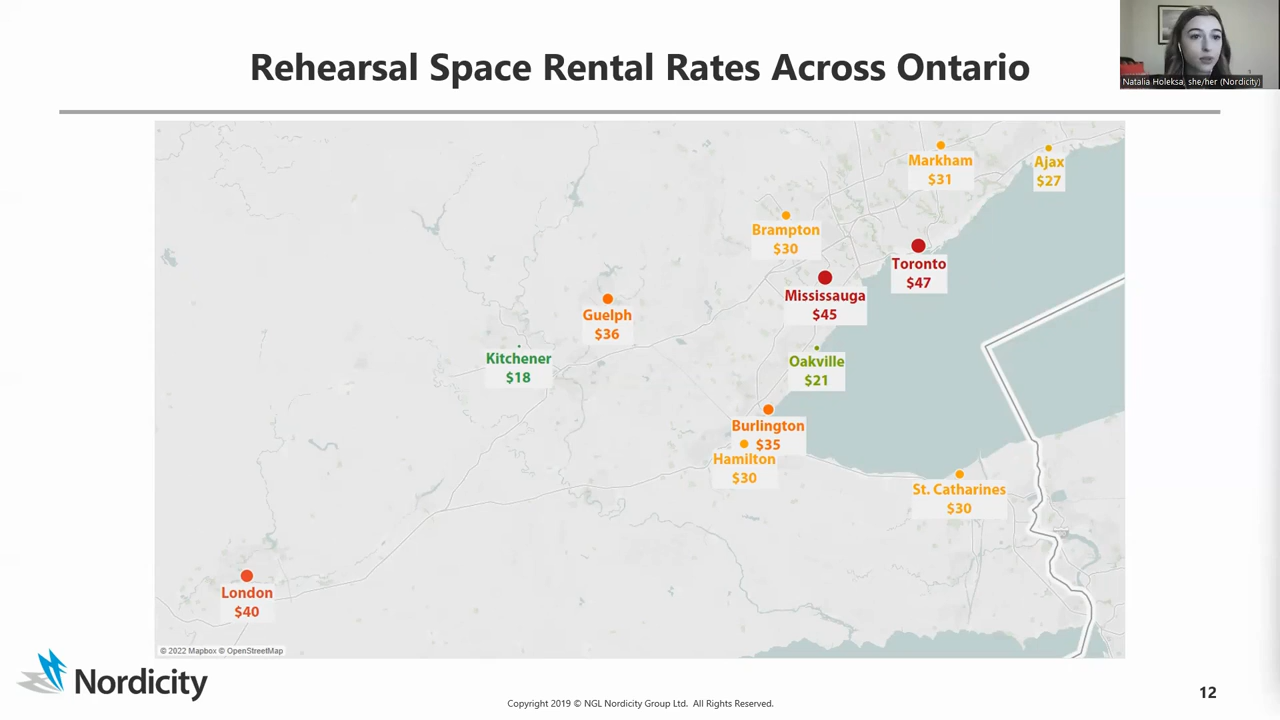 Rehearsal Space Rental Rates Across Ontario
Natalia Holeksa, she/her (Nordicity)
Markham
$31
Ajax
$27
Brampton
$30
Toronto
$47
Mississauga
$45
Guelph
$36
Kitchener
$18
Oakville
$21
Burlington
$35
Hamilton
$30
St. Catharines
$30
London
$40
© 2022 Mapbox © OpenStreetMap
Nordicity
Copyright 2019 © NGL Nordicity Group Ltd. All Rights Reserved.
12